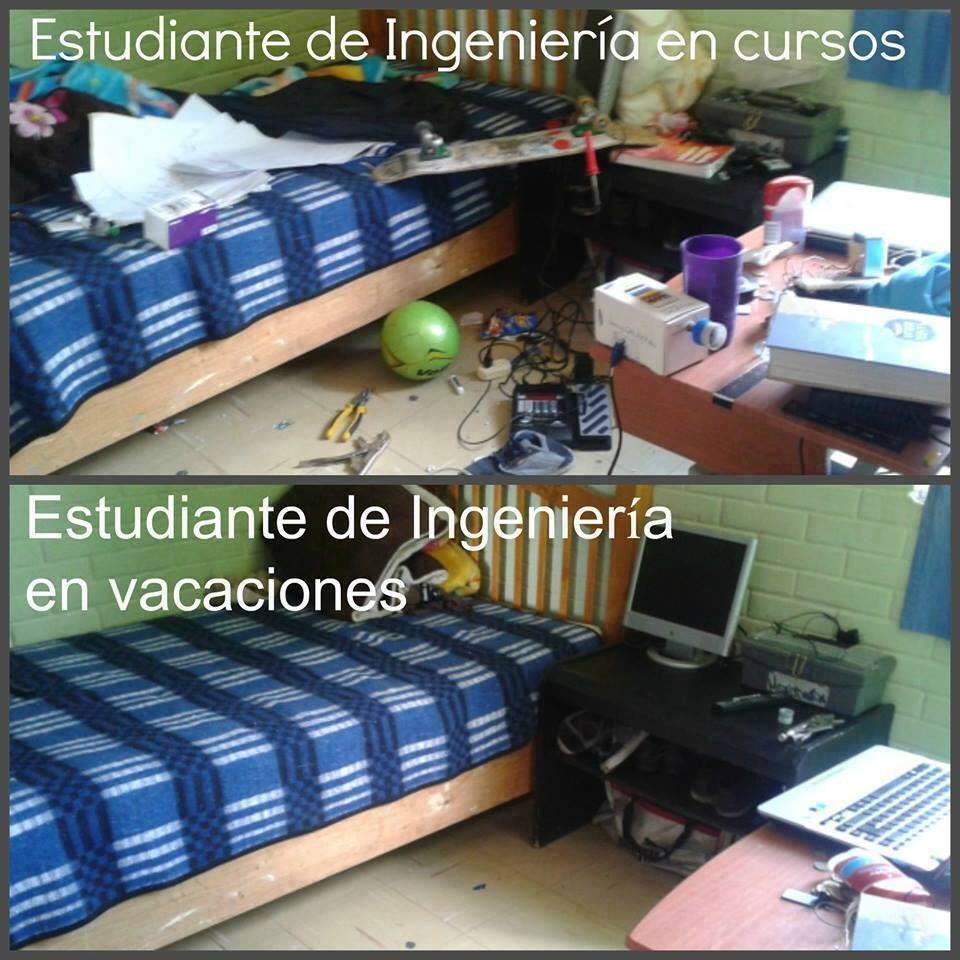 Estudiante de Ingeniería en cursos
Estudiante de Ingeniería
en vacaciones